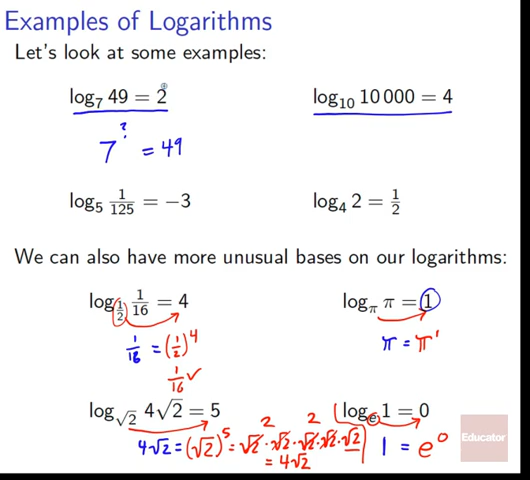 Examples of Logarithms
Let's look at some examples:
log₇ 49 = 2 log₁₀ 10 000 = 4
7^? = 49
log₅ 1/125 = −3 log₄ 2 = 1/2
We can also have more unusual bases on our logarithms:
log_{1/2} 1/16 = 4 log_π π = 1
1/16 = (1/2)^4 π = π^1
1/16 ✓
log_{√2} 4√2 = 5 log_e 1 = 0
2 2
4√2 = (√2)^5 = √2·√2·√2·√2·√2 1 = e^0
= 4√2
Educator